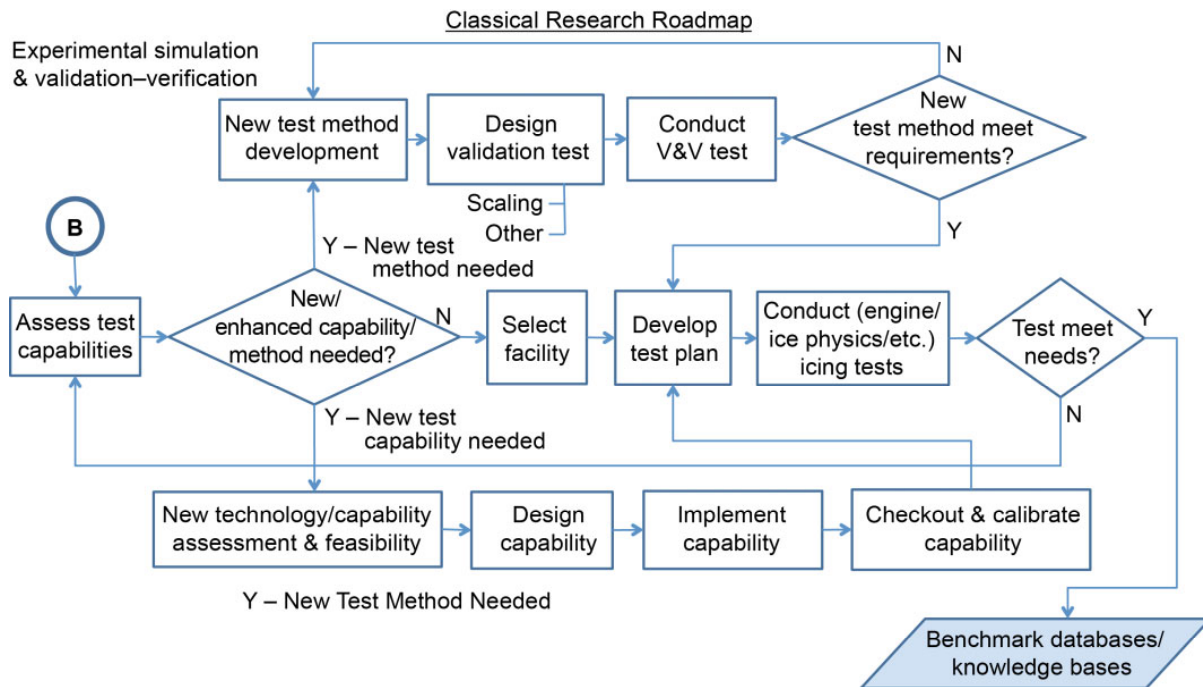 Classical Research Roadmap
Experimental simulation
& validation–verification
N
Y
New test method
development
Design
validation test
Conduct
V&V test
New
test method meet
requirements?
Scaling
Other
Y
B
Y – New test
method needed
Assess test
capabilities
New/
enhanced capability/
method needed?
N
Select
facility
Develop
test plan
Conduct (engine/
ice physics/etc.)
icing tests
Test meet
needs?
Y
N
Y – New test
capability needed
New technology/capability
assessment & feasibility
Design
capability
Implement
capability
Checkout & calibrate
capability
Y – New Test Method Needed
Benchmark databases/
knowledge bases